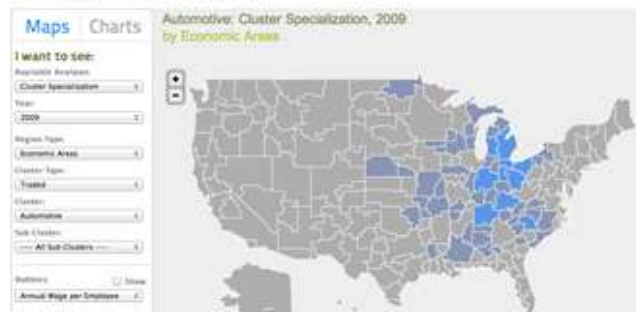 Maps Charts
Automotive: Cluster Specialization, 2009
by Economic Areas
I want to see:
Available Analyses:
Cluster Specialization
Year:
2009
Region Type:
Economic Areas
Cluster Type:
Traded
Cluster:
Automotive
Sub Cluster:
---- All Sub Clusters ----
Bubbles:
Show
Annual Wage per Employee
+
-